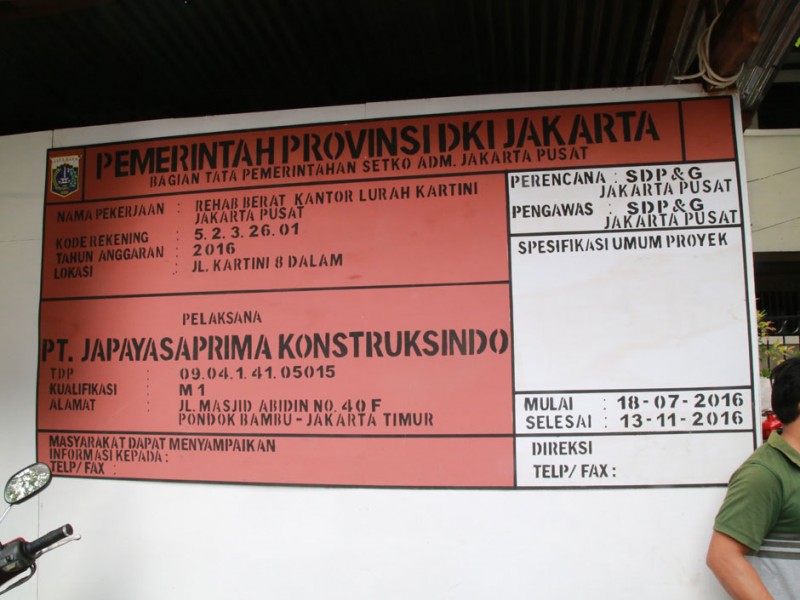 PEMERINTAH PROVINSI DKI JAKARTA
BAGIAN TATA PEMERINTAHAN SETKO ADM. JAKARTA PUSAT
NAMA PEKERJAAN : REHAB BERAT KANTOR LURAH KARTINI
JAKARTA PUSAT
KODE REKENING : 5.2.3.26.01
TAHUN ANGGARAN : 2016
LOKASI : JL. KARTINI 8 DALAM
PELAKSANA
PT. JAPAYASAPRIMA KONSTRUKSINDO
TDP : 09.04.1.41.05015
KUALIFIKASI : M1
ALAMAT : JL. MASJID ABIDIN NO. 40 F
PONDOK BAMBU - JAKARTA TIMUR
MASYARAKAT DAPAT MENYAMPAIKAN
INFORMASI KEPADA :
TELP/ FAX :
PERENCANA : SDP&G
JAKARTA PUSAT
PENGAWAS : SDP&G
JAKARTA PUSAT
SPESIFIKASI UMUM PROYEK
MULAI : 18-07-2016
SELESAI : 13-11-2016
DIREKSI
TELP/ FAX :